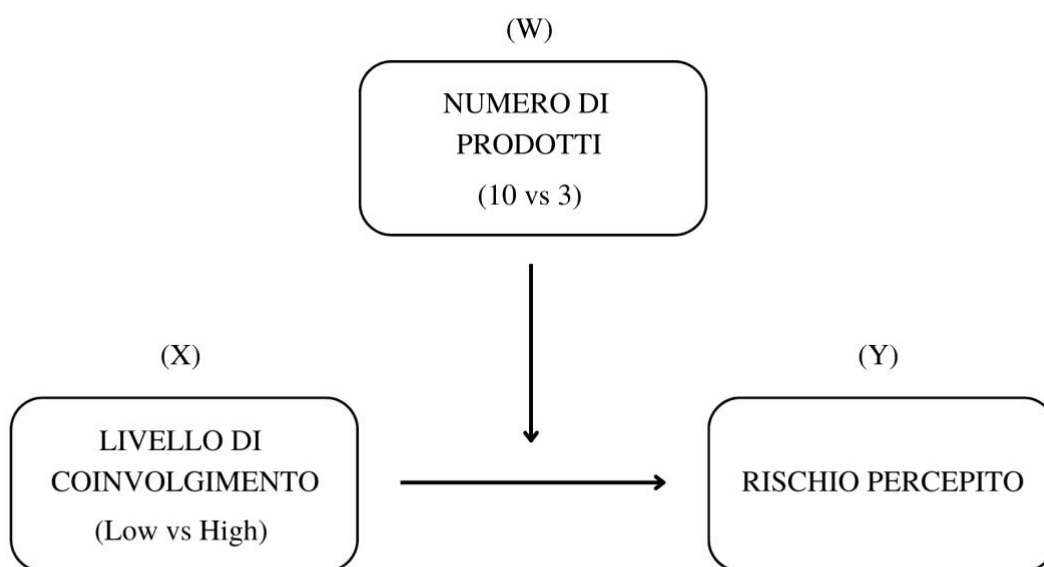 (W)
NUMERO DI
PRODOTTI
(10 vs 3)
(X)
(Y)
LIVELLO DI
COINVOLGIMENTO
(Low vs High)
RISCHIO PERCEPITO